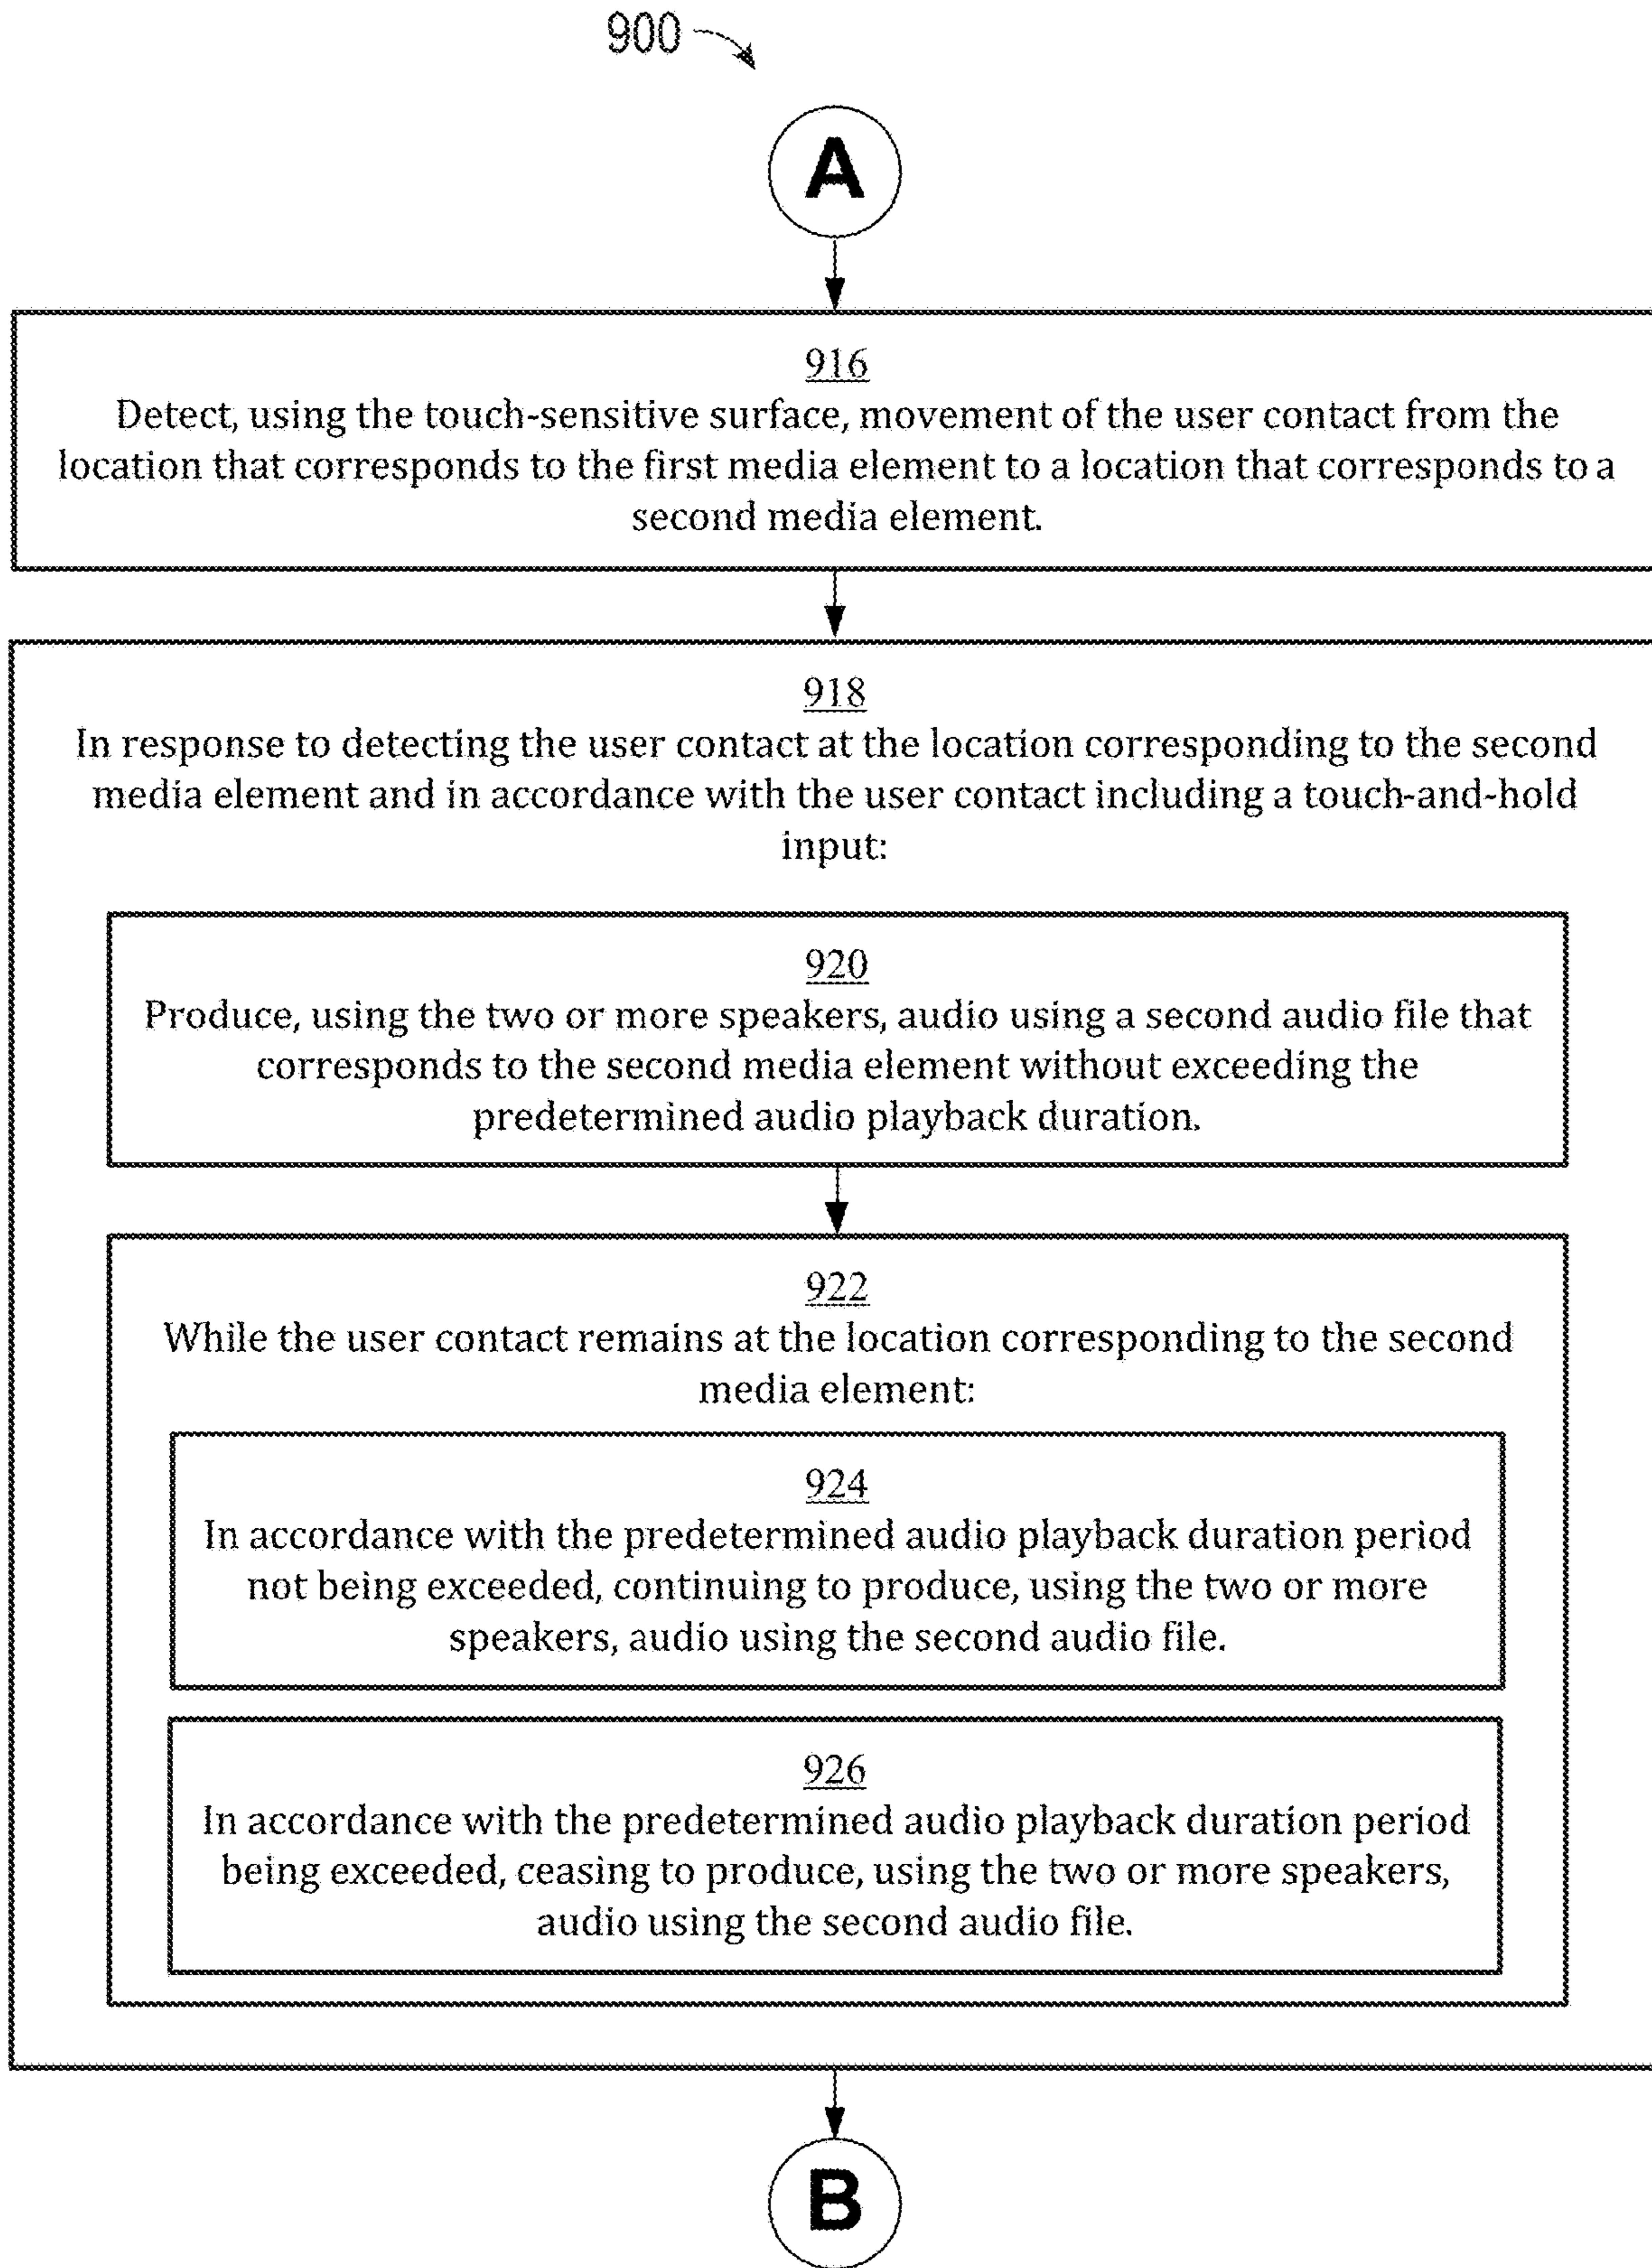 900
A
916
Detect, using the touch-sensitive surface, movement of the user contact from the
location that corresponds to the first media element to a location that corresponds to a
second media element.
918
In response to detecting the user contact at the location corresponding to the second
media element and in accordance with the user contact including a touch-and-hold
input:
920
Produce, using the two or more speakers, audio using a second audio file that
corresponds to the second media element without exceeding the
predetermined audio playback duration.
922
While the user contact remains at the location corresponding to the second
media element:
924
In accordance with the predetermined audio playback duration period
not being exceeded, continuing to produce, using the two or more
speakers, audio using the second audio file.
926
In accordance with the predetermined audio playback duration period
being exceeded, ceasing to produce, using the two or more speakers,
audio using the second audio file.
B